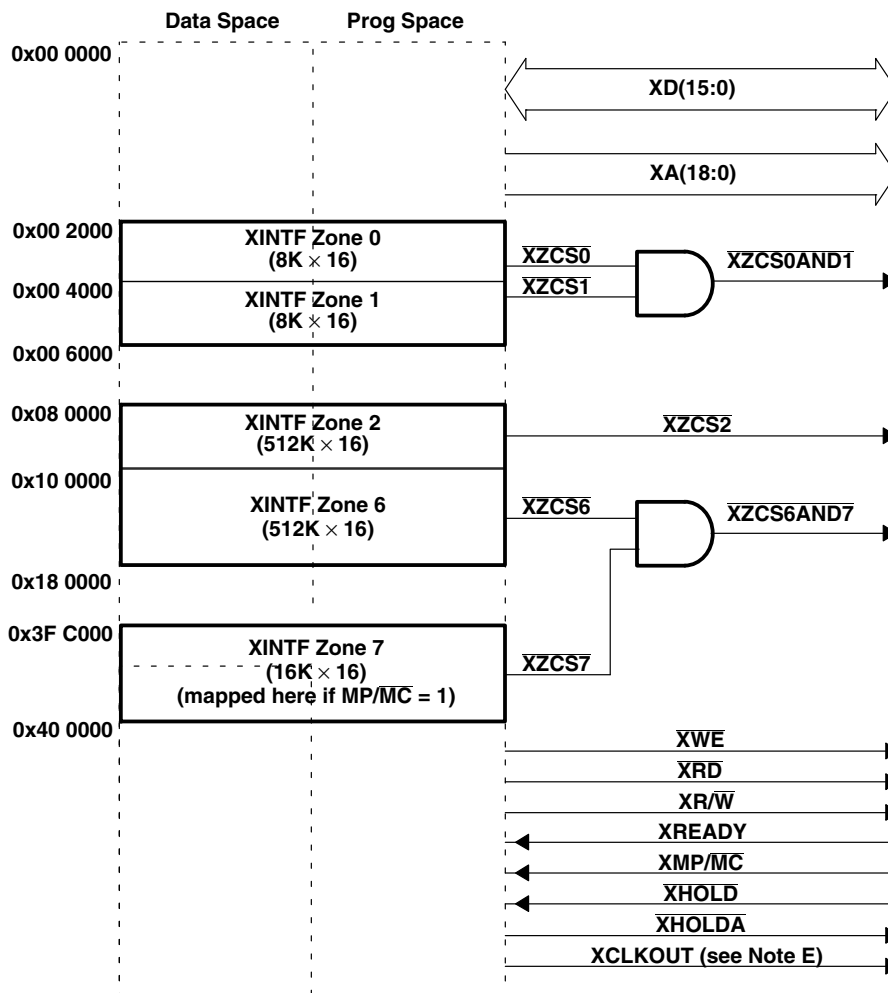 Data Space Prog Space
0x00 0000
XD(15:0)
XA(18:0)
0x00 2000
XINTF Zone 0
(8K × 16)
XZCS0
XZCS0AND1
0x00 4000
XINTF Zone 1
(8K × 16)
XZCS1
0x00 6000
0x08 0000
XINTF Zone 2
(512K × 16)
XZCS2
0x10 0000
XINTF Zone 6
(512K × 16)
XZCS6
XZCS6AND7
0x18 0000
0x3F C000
XINTF Zone 7
(16K × 16)
(mapped here if MP/MC = 1)
XZCS7
0x40 0000
XWE
XRD
XR/W
XREADY
XMP/MC
XHOLD
XHOLDA
XCLKOUT (see Note E)